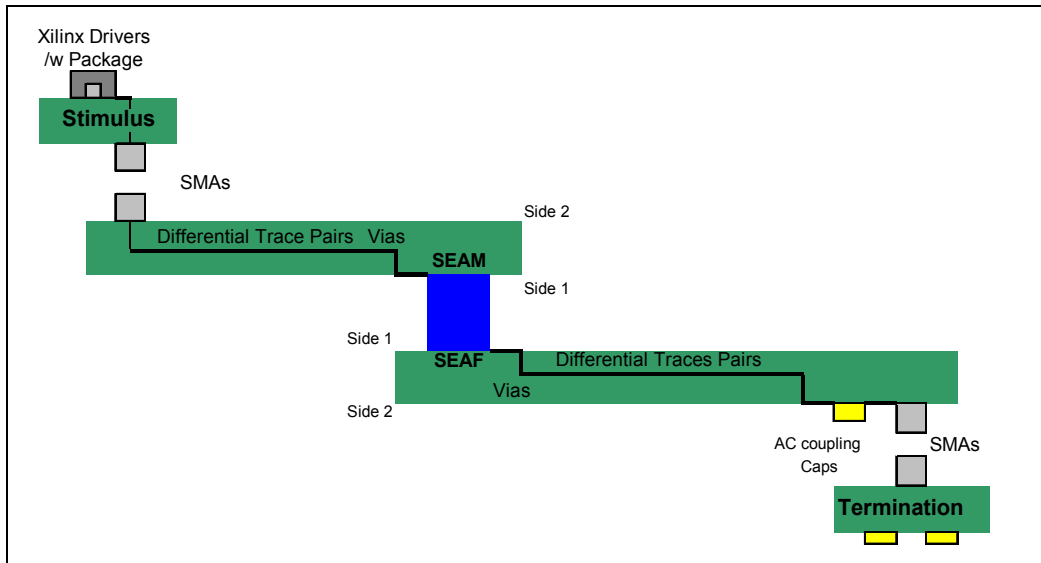 Xilinx Drivers
/w Package
Stimulus
SMAs
Side 2
Differential Trace Pairs Vias
SEAM
Side 1
Side 1
SEAF
Differential Traces Pairs
Vias
Side 2
AC coupling
Caps
SMAs
Termination